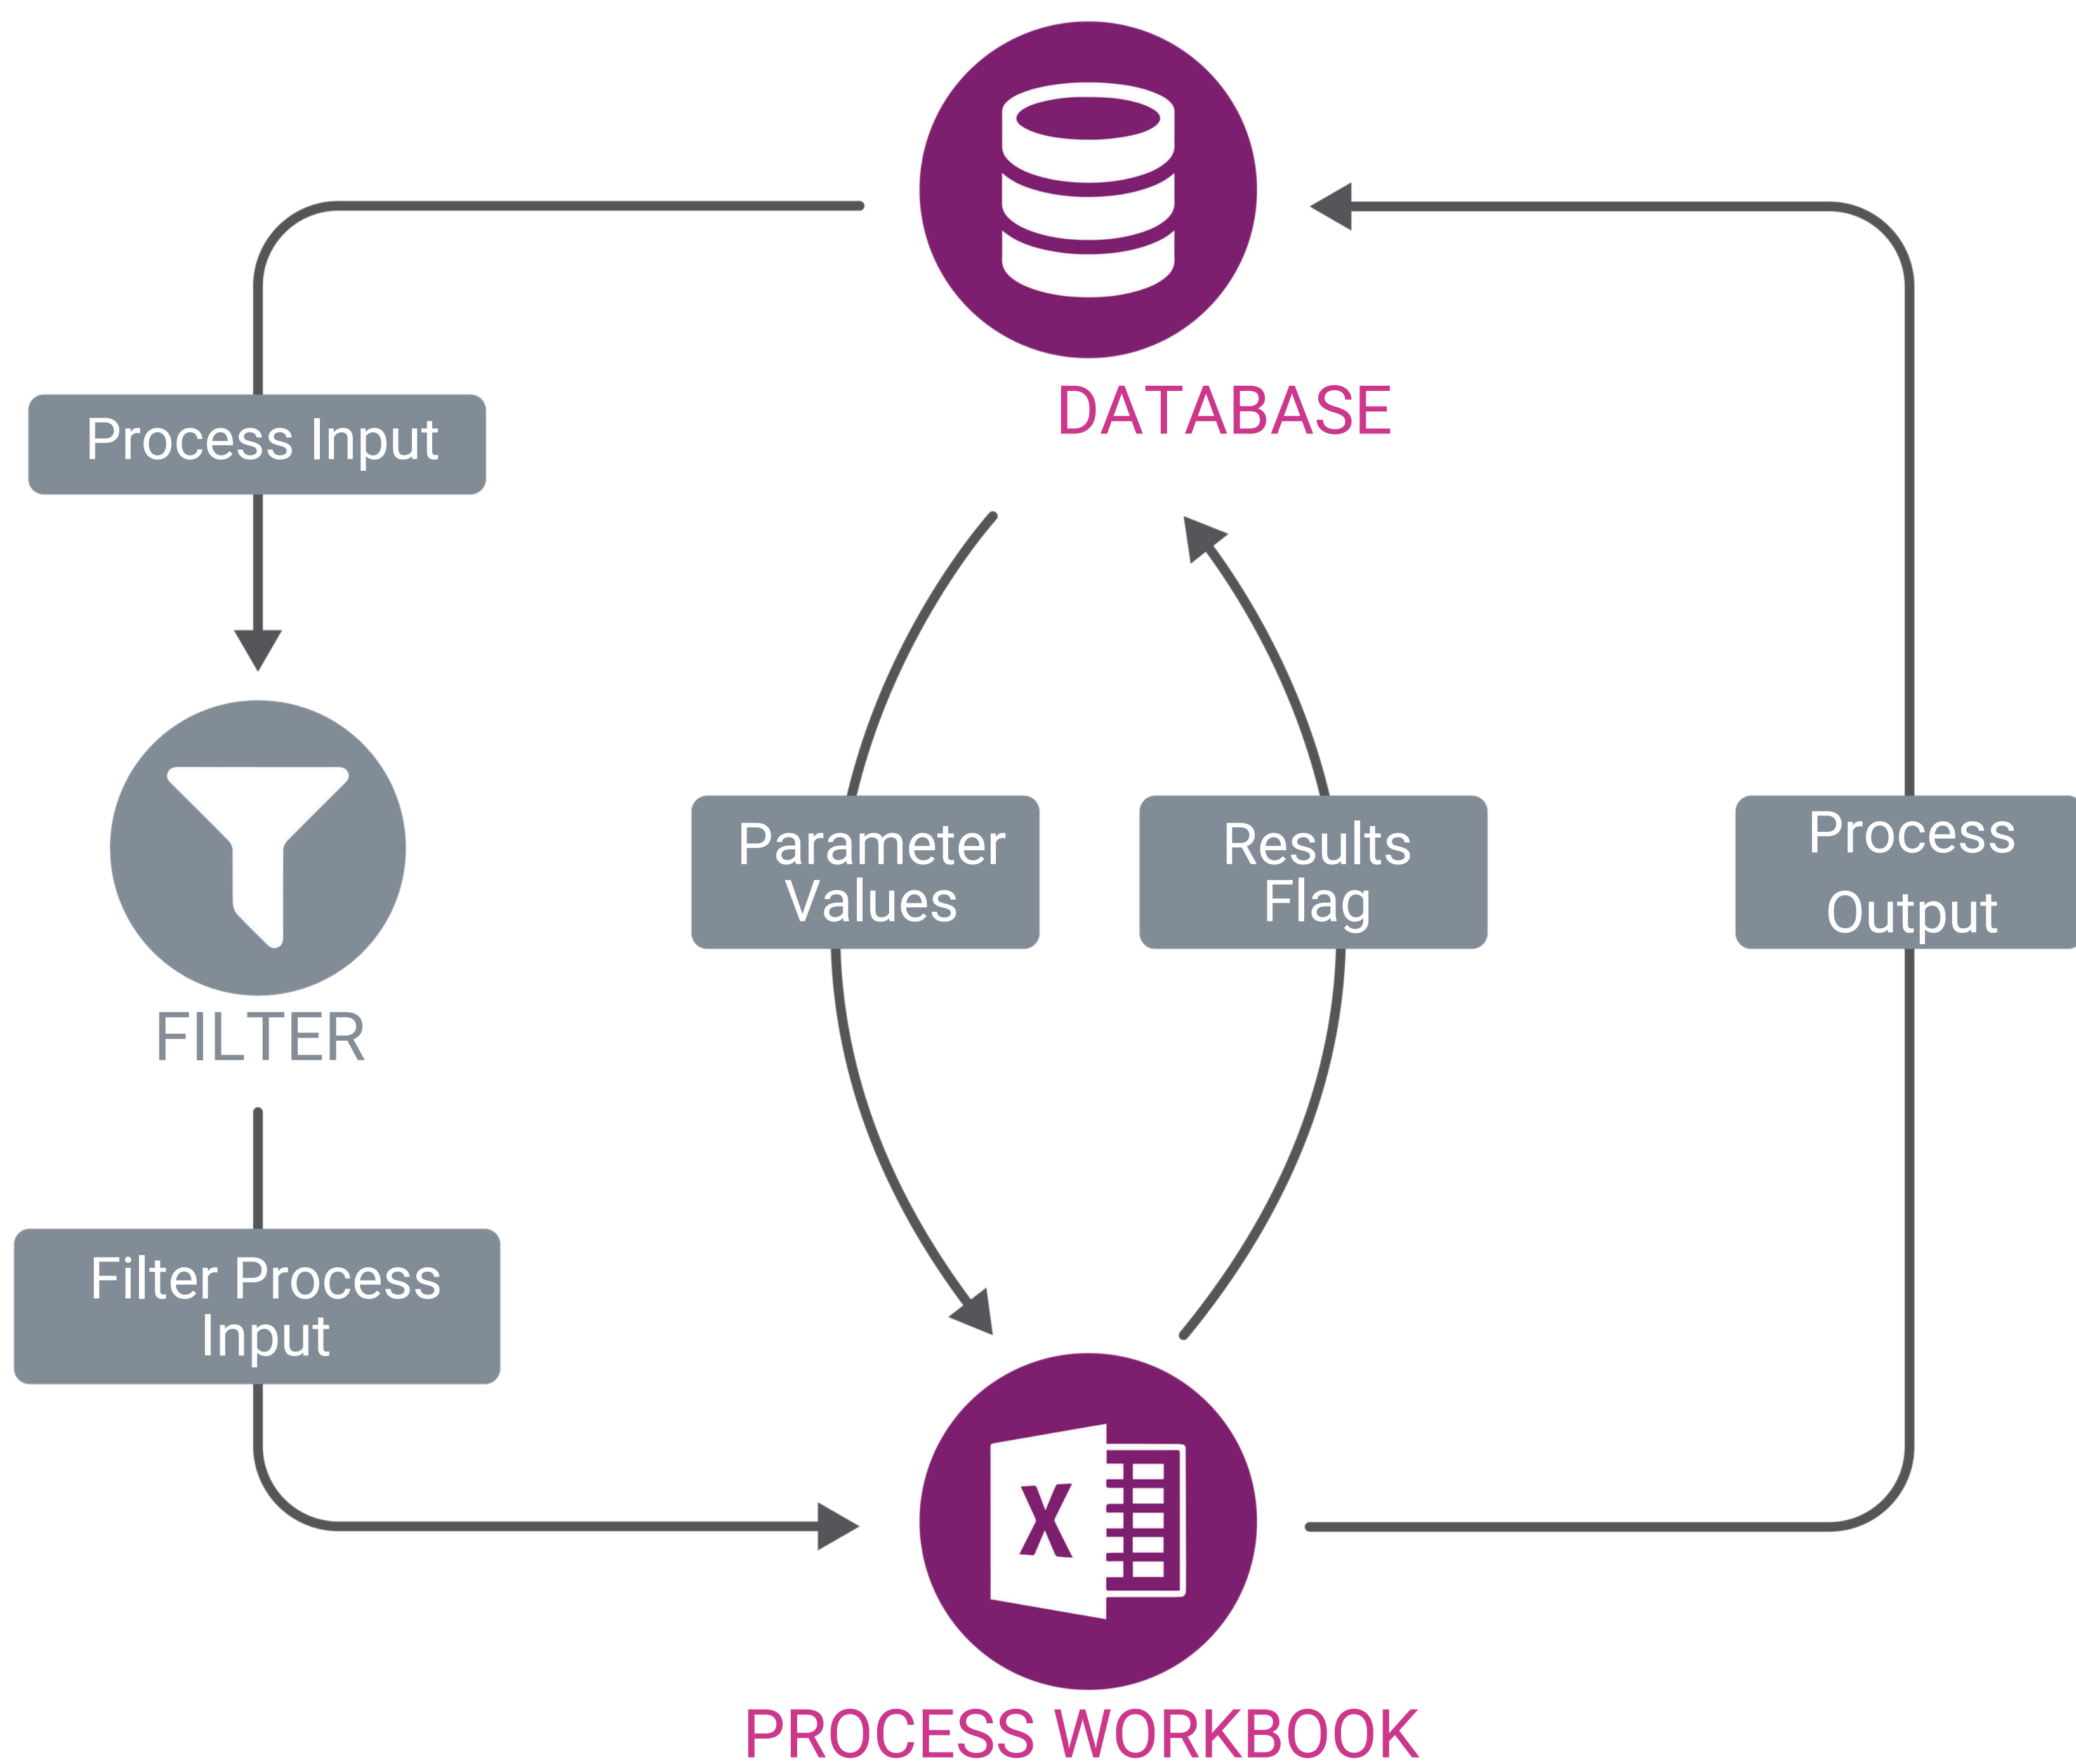 DATABASE
Process Input
Parameter
Values
Results
Flag
Process
Output
FILTER
Filter Process
Input
X
PROCESS WORKBOOK